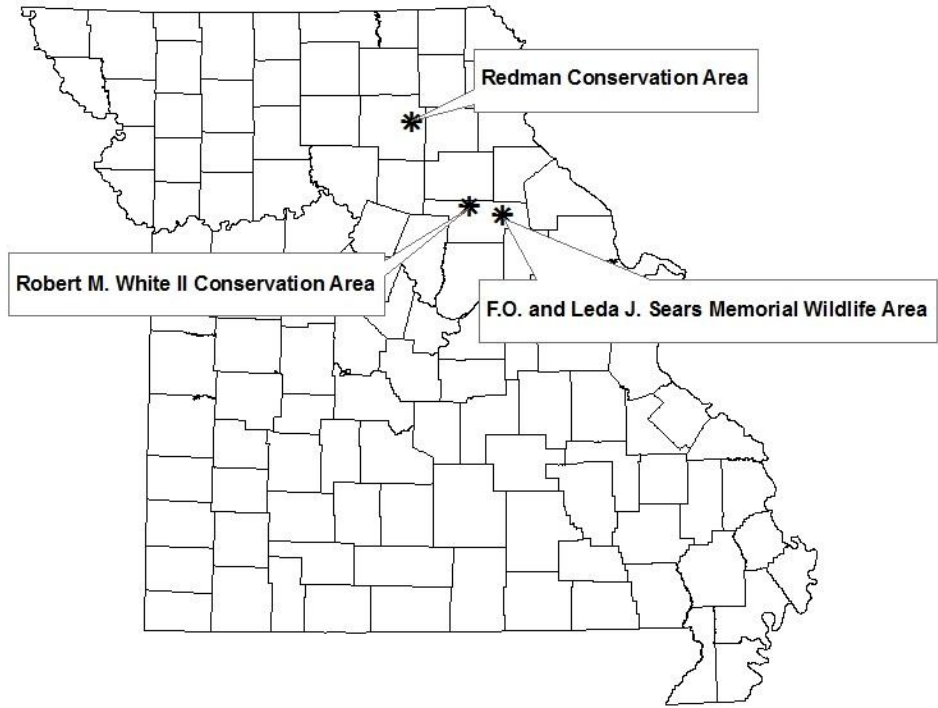 Redman Conservation Area
Robert M. White II Conservation Area
F.O. and Leda J. Sears Memorial Wildlife Area